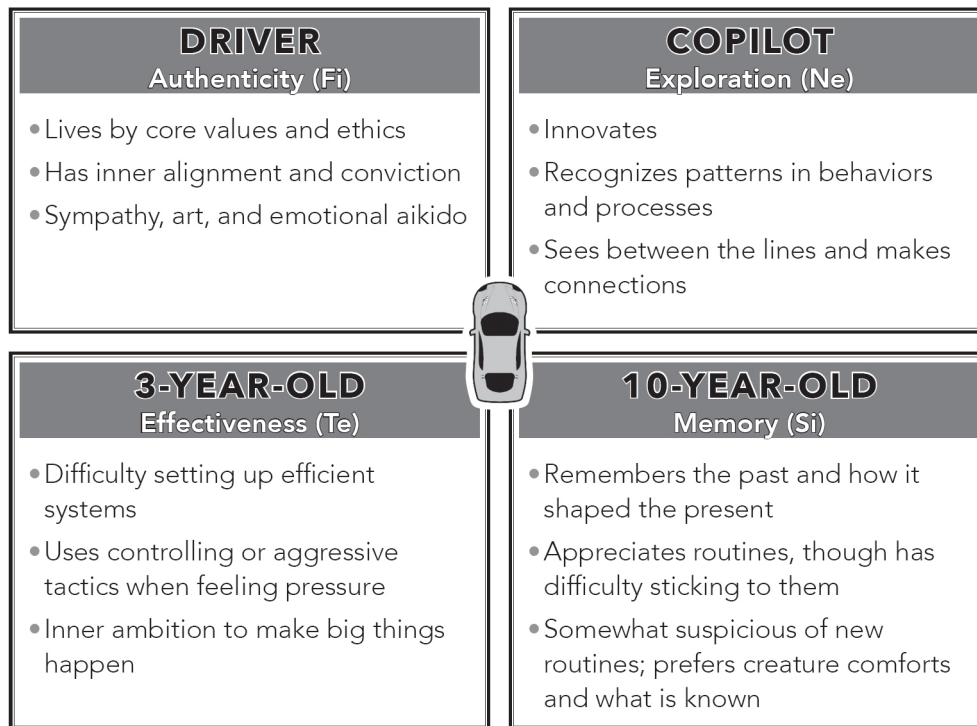 DRIVER
Authenticity (Fi)
• Lives by core values and ethics
• Has inner alignment and conviction
• Sympathy, art, and emotional aikido
COPILOT
Exploration (Ne)
• Innovates
• Recognizes patterns in behaviors
and processes
• Sees between the lines and makes
connections
3-YEAR-OLD
Effectiveness (Te)
• Difficulty setting up efficient
systems
• Uses controlling or aggressive
tactics when feeling pressure
• Inner ambition to make big things
happen
10-YEAR-OLD
Memory (Si)
• Remembers the past and how it
shaped the present
• Appreciates routines, though has
difficulty sticking to them
• Somewhat suspicious of new
routines; prefers creature comforts
and what is known